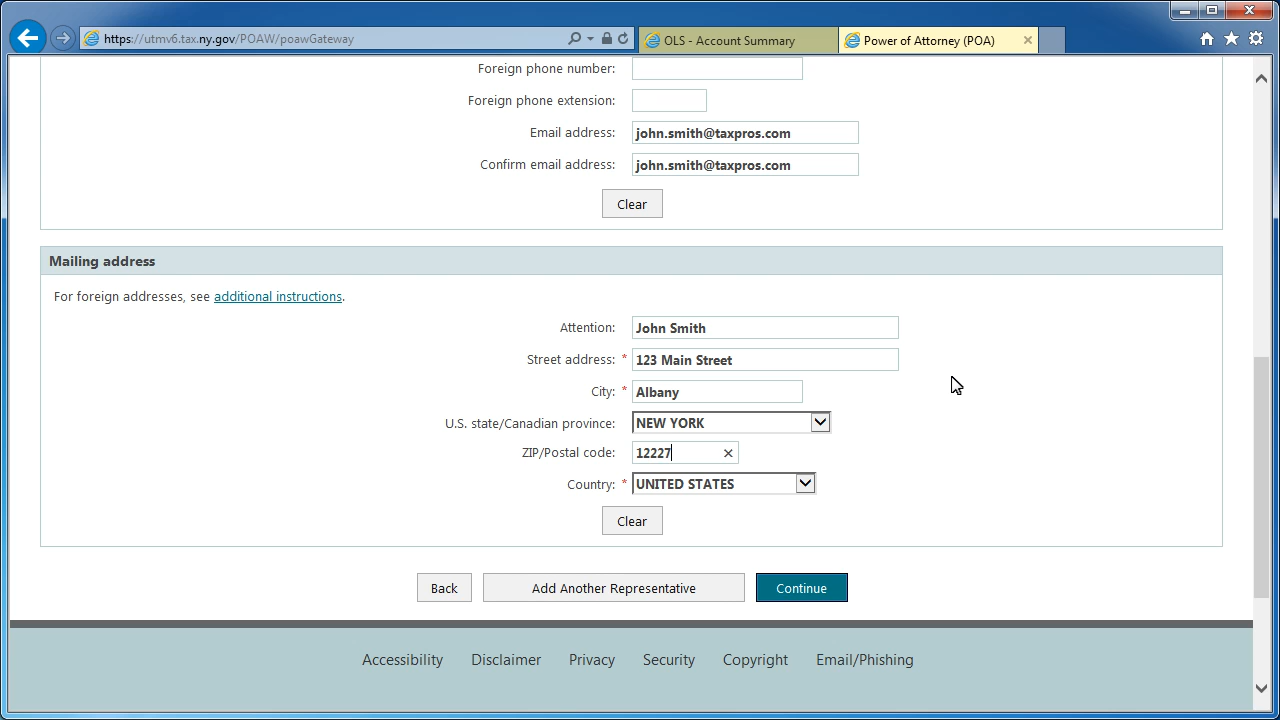 https://utmv6.tax.ny.gov/POAW/poawGateway
OLS - Account Summary
Power of Attorney (POA)
Foreign phone number:
Foreign phone extension:
Email address: john.smith@taxpros.com
Confirm email address: john.smith@taxpros.com
Clear
Mailing address
For foreign addresses, see additional instructions.
Attention: John Smith
Street address: * 123 Main Street
City: * Albany
U.S. state/Canadian province: NEW YORK
ZIP/Postal code: 12227
Country: * UNITED STATES
Clear
Back Add Another Representative Continue
Accessibility Disclaimer Privacy Security Copyright Email/Phishing